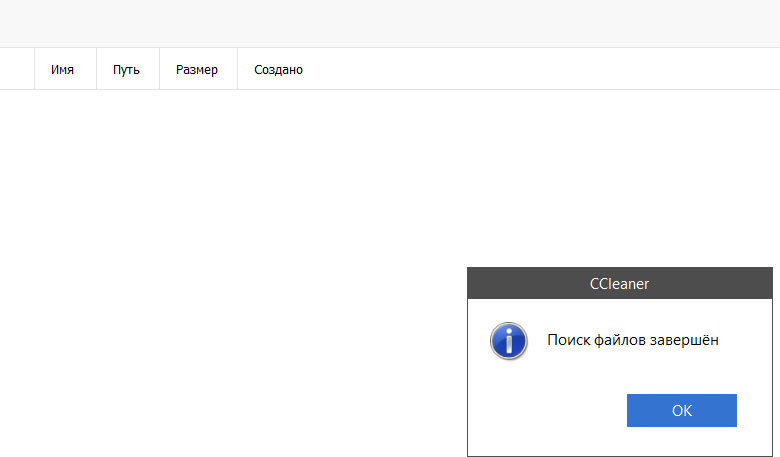 Имя Путь Размер Создано
CCleaner
Поиск файлов завершён
OK